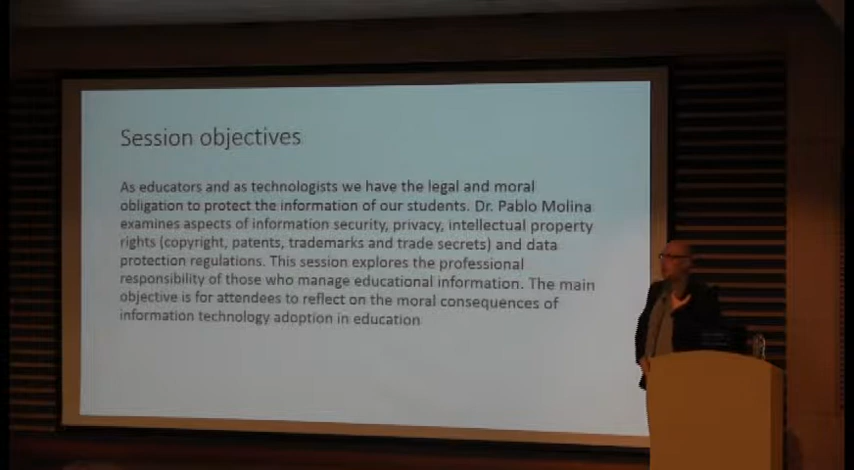 Session objectives
As educators and as technologists we have the legal and moral
obligation to protect the information of our students. Dr. Pablo Molina
examines aspects of information security, privacy, intellectual property
rights (copyright, patents, trademarks and trade secrets) and data
protection regulations. This session explores the professional
responsibility of those who manage educational information. The main
objective is for attendees to reflect on the moral consequences of
information technology adoption in education